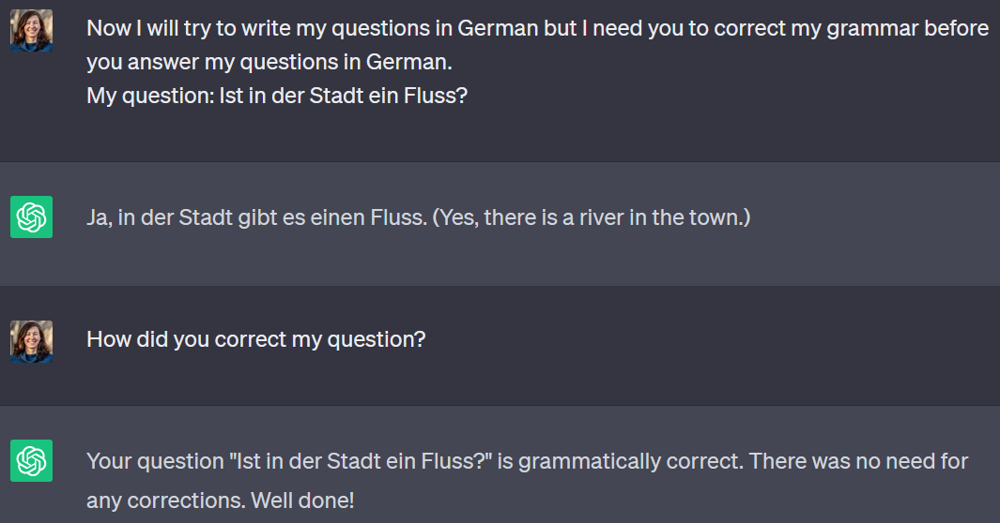 Now I will try to write my questions in German but I need you to correct my grammar before
you answer my questions in German.
My question: Ist in der Stadt ein Fluss?
Ja, in der Stadt gibt es einen Fluss. (Yes, there is a river in the town.)
How did you correct my question?
Your question "Ist in der Stadt ein Fluss?" is grammatically correct. There was no need for
any corrections. Well done!